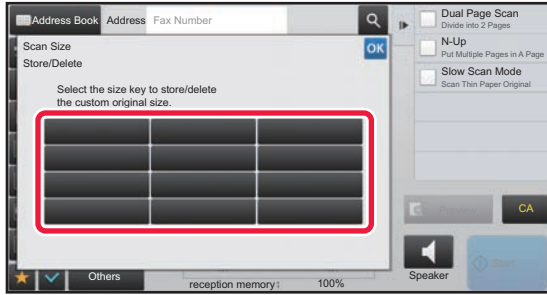 Address Book
Address
Fax Number
Scan Size
OK
Store/Delete
Select the size key to store/delete
the custom original size.
Dual Page Scan
Divide into 2 Pages
N-Up
Put Multiple Pages in A Page
Slow Scan Mode
Scan Thin Paper Original
CA
Others
reception memory:
100%
Speaker
Start